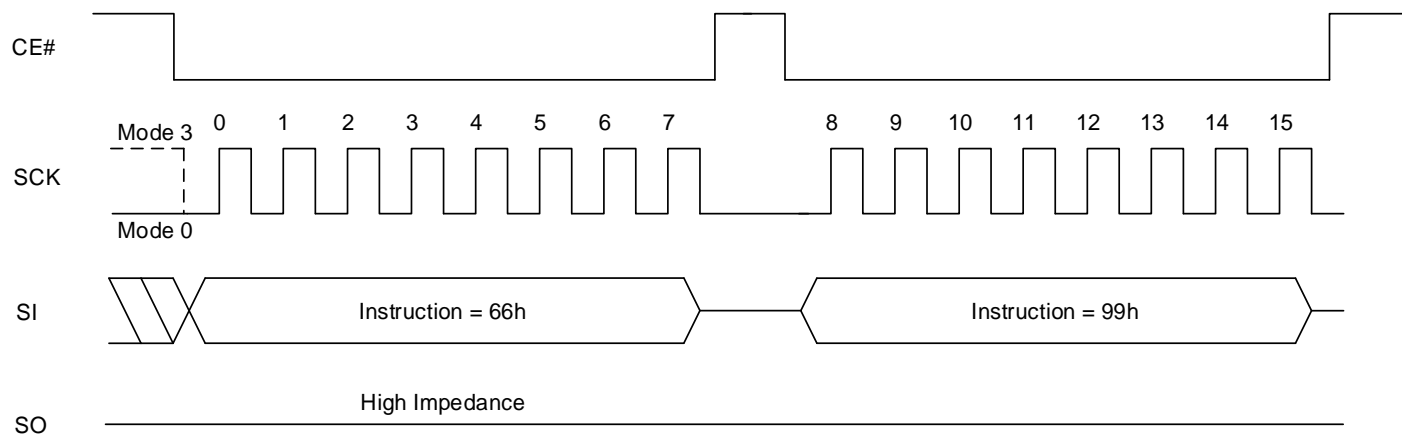 CE#
Mode 3
0 1 2 3 4 5 6 7 8 9 10 11 12 13 14 15
SCK
Mode 0
SI
Instruction = 66h
Instruction = 99h
High Impedance
SO